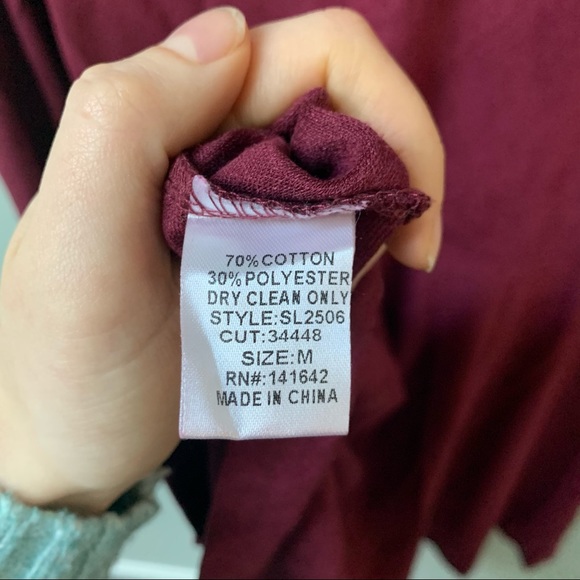 70% COTTON
30% POLYESTER
DRY CLEAN ONLY
STYLE:SL2506
CUT:34448
SIZE:M
RN#:141642
MADE IN CHINA